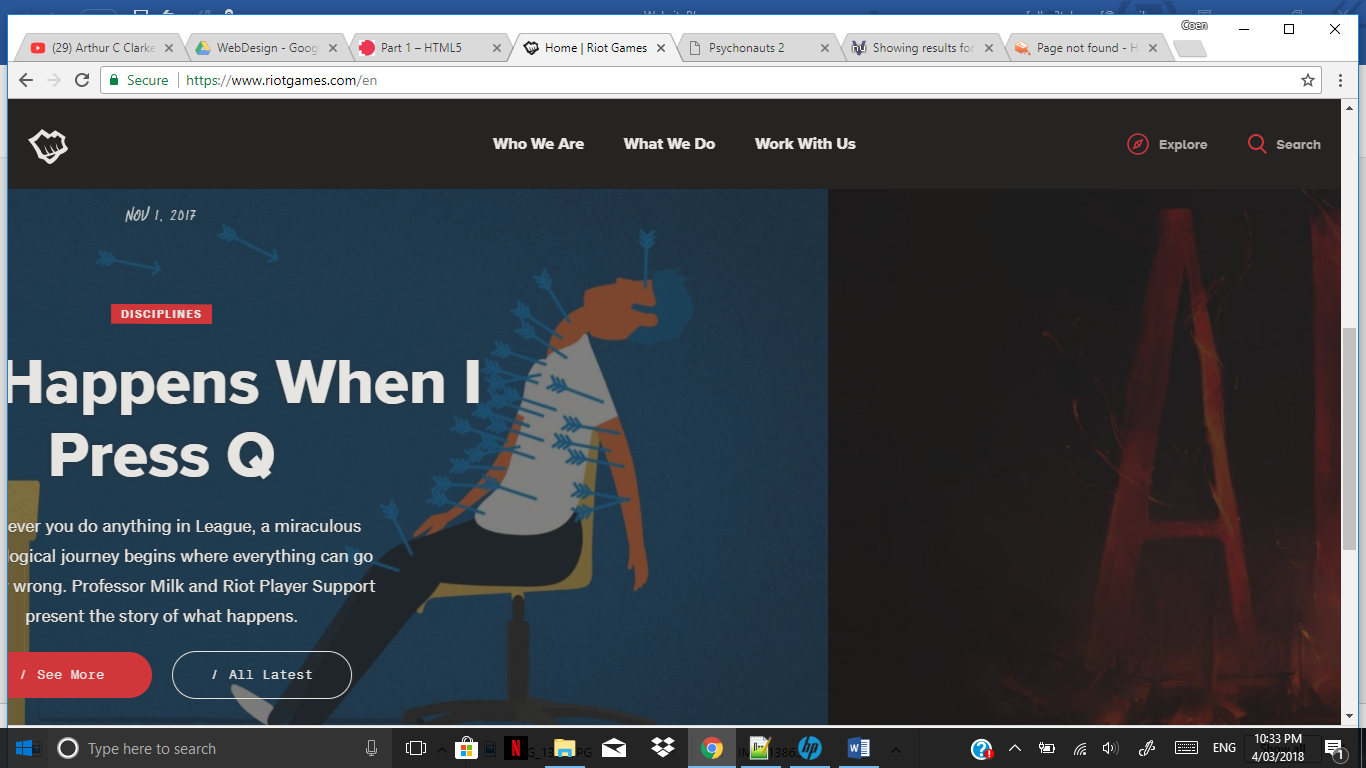 Coen
(29) Arthur C Clarke
WebDesign - Goog
Part 1 – HTML5
Home | Riot Games
Psychonauts 2
Showing results for
Page not found - H
Secure
https://www.riotgames.com/en
Who We Are
What We Do
Work With Us
Explore
Search
NOV 1, 2017
DISCIPLINES
Happens When I
Press Q
ever you do anything in League, a miraculous
logical journey begins where everything can go
wrong. Professor Milk and Riot Player Support
present the story of what happens.
/ See More
/ All Latest
Type here to search
ENG
10:33 PM
4/03/2018